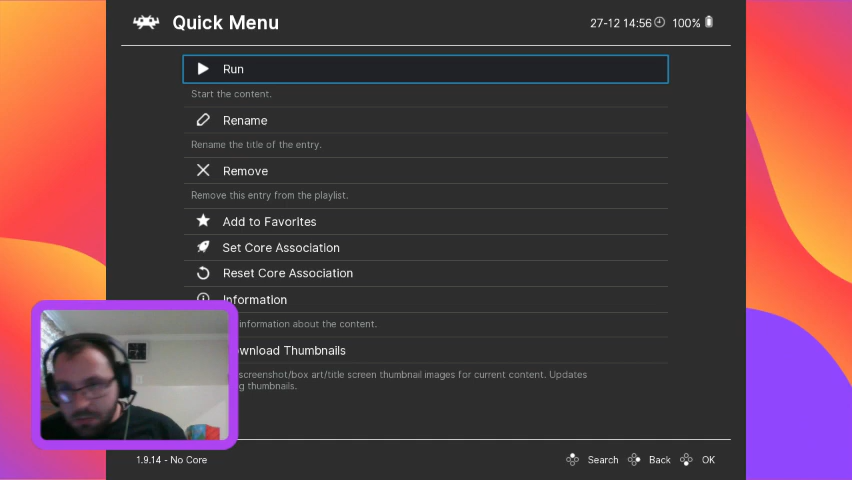 Quick Menu
27-12 14:56 100%
Run
Start the content.
Rename
Rename the title of the entry.
Remove
Remove this entry from the playlist.
Add to Favorites
Set Core Association
Reset Core Association
Information
information about the content.
wnload Thumbnails
screenshot/box art/title screen thumbnail images for current content. Updates
g thumbnails.
1.9.14 - No Core
Search Back OK